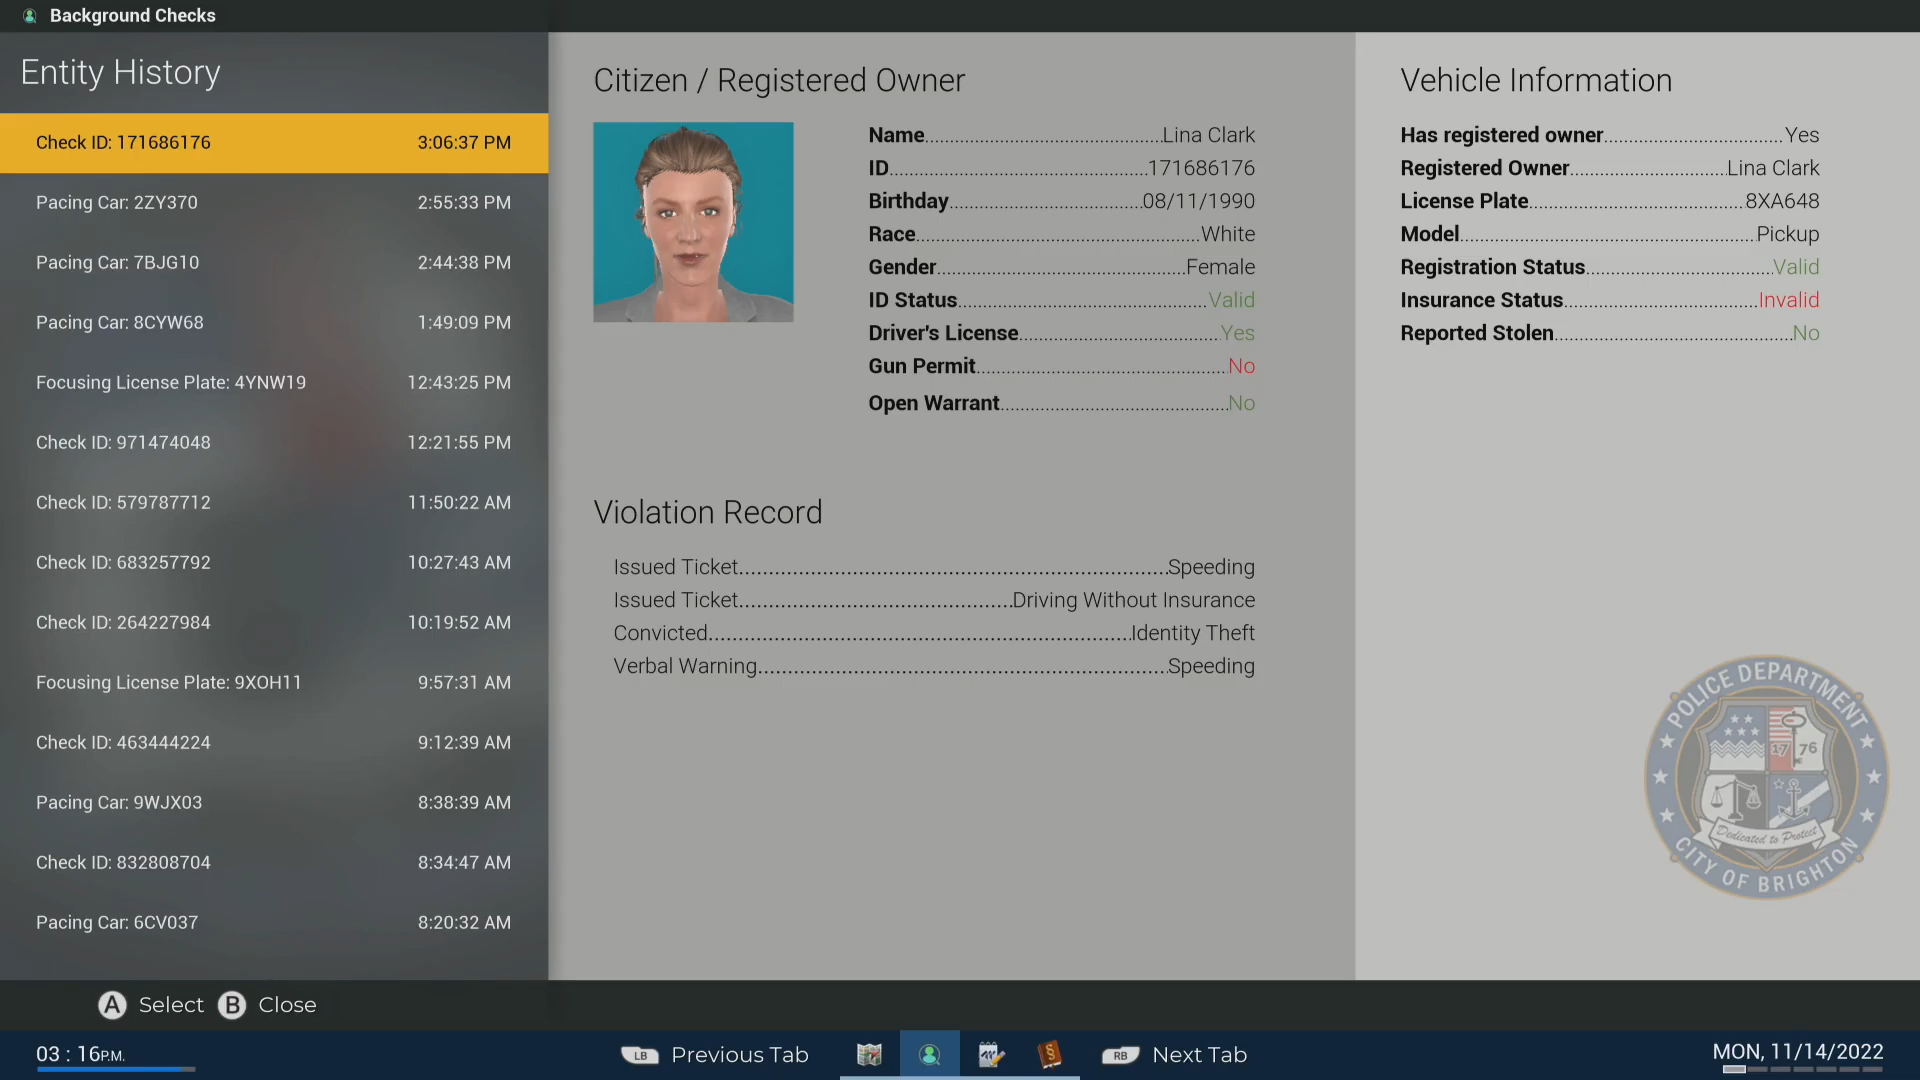 Background Checks
Entity History
Check ID: 171686176 3:06:37 PM
Pacing Car: 2ZY370 2:55:33 PM
Pacing Car: 7BJG10 2:44:38 PM
Pacing Car: 8CYW68 1:49:09 PM
Focusing License Plate: 4YNW19 12:43:25 PM
Check ID: 971474048 12:21:55 PM
Check ID: 579787712 11:50:22 AM
Check ID: 683257792 10:27:43 AM
Check ID: 264227984 10:19:52 AM
Focusing License Plate: 9XOH11 9:57:31 AM
Check ID: 463444224 9:12:39 AM
Pacing Car: 9WJX03 8:38:39 AM
Check ID: 832808704 8:34:47 AM
Pacing Car: 6CV037 8:20:32 AM
Citizen / Registered Owner
Name Lina Clark
ID 171686176
Birthday 08/11/1990
Race White
Gender Female
ID Status Valid
Driver's License Yes
Gun Permit No
Open Warrant No
Violation Record
Issued Ticket Speeding
Issued Ticket Driving Without Insurance
Convicted Identity Theft
Verbal Warning Speeding
Vehicle Information
Has registered owner Yes
Registered Owner Lina Clark
License Plate 8XA648
Model Pickup
Registration Status Valid
Insurance Status Invalid
Reported Stolen No
POLICE DEPARTMENT
17 76
Dedicated to Protect
CITY OF BRIGHTON
A Select B Close
03 : 16 P.M.
LB Previous Tab
RB Next Tab
MON, 11/14/2022